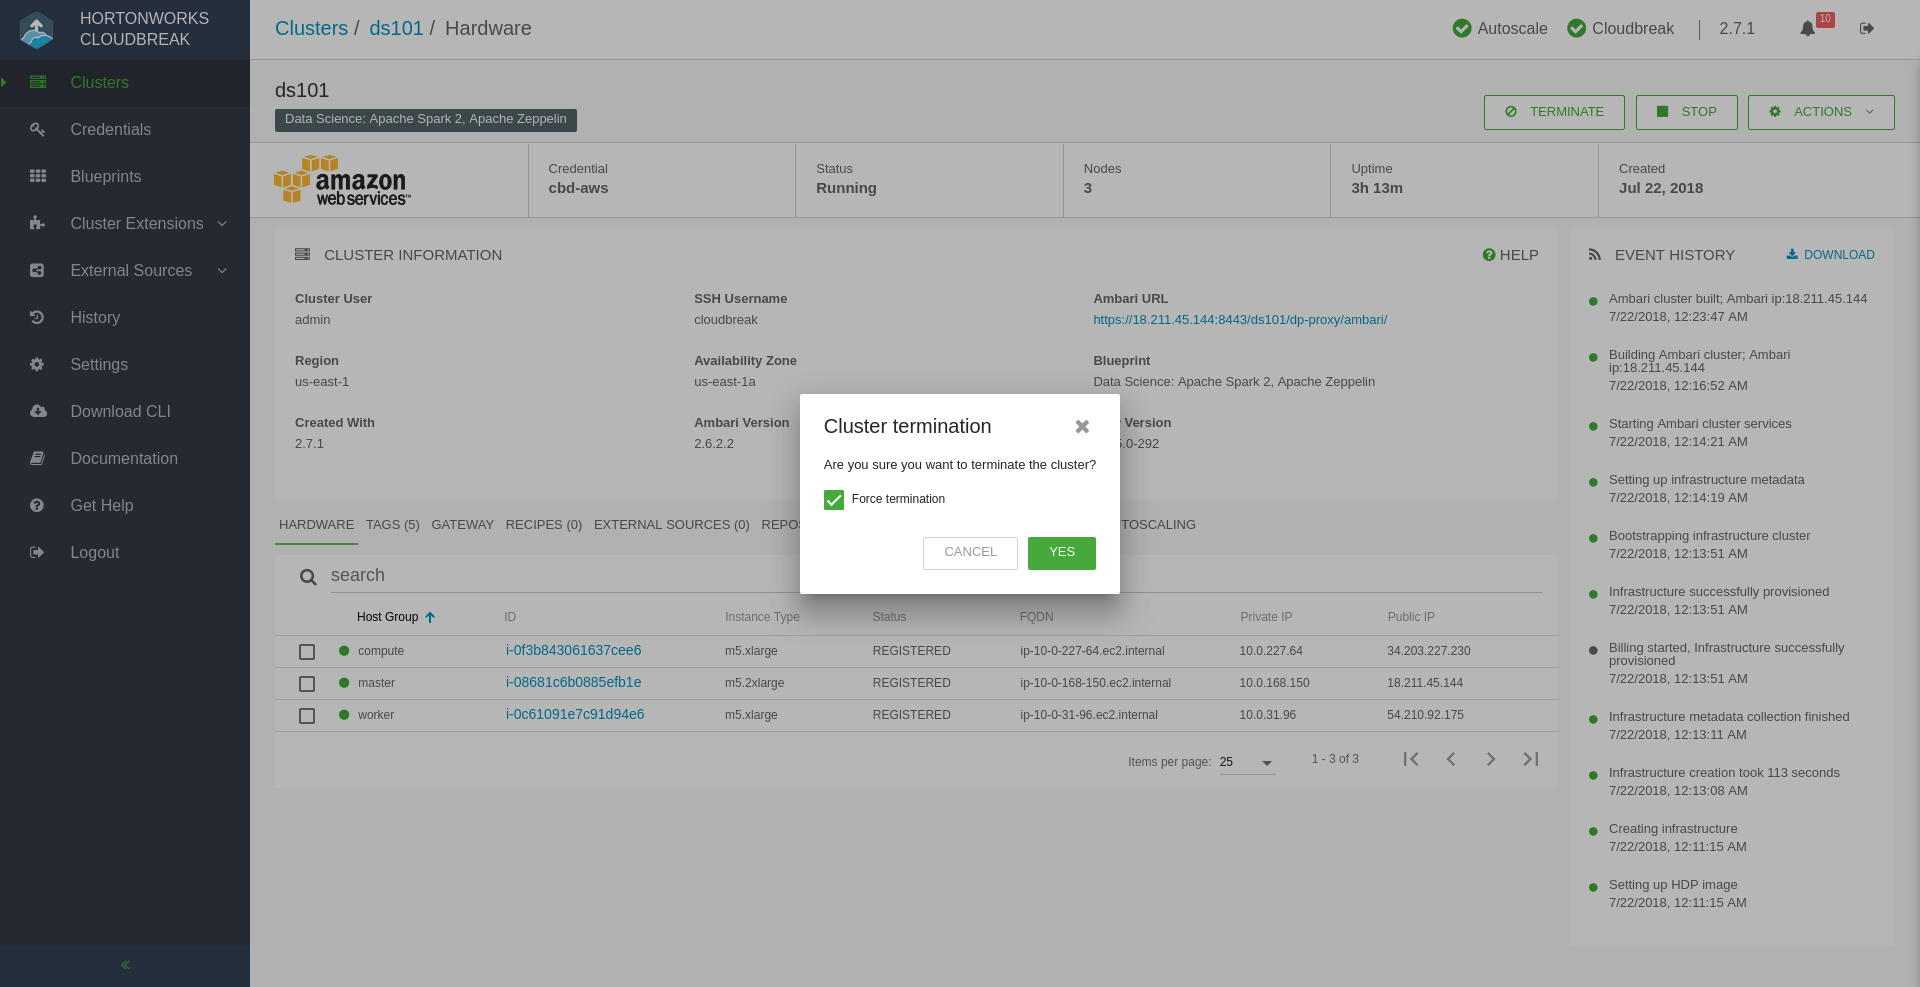 HORTONWORKS
CLOUDBREAK
Clusters
Credentials
Blueprints
Cluster Extensions
External Sources
History
Settings
Download CLI
Documentation
Get Help
Logout
Clusters / ds101 / Hardware
Autoscale
Cloudbreak
2.7.1
10
ds101
Data Science: Apache Spark 2, Apache Zeppelin
TERMINATE
STOP
ACTIONS
amazon
webservices™
Credential
cbd-aws
Status
Running
Nodes
3
Uptime
3h 13m
Created
Jul 22, 2018
CLUSTER INFORMATION
HELP
Cluster User
admin
SSH Username
cloudbreak
Ambari URL
https://18.211.45.144:8443/ds101/dp-proxy/ambari/
Region
us-east-1
Availability Zone
us-east-1a
Blueprint
Data Science: Apache Spark 2, Apache Zeppelin
Created With
2.7.1
Ambari Version
2.6.2.2
Version
.0-292
Cluster termination
Are you sure you want to terminate the cluster?
Force termination
CANCEL
YES
HARDWARE
TAGS (5)
GATEWAY
RECIPES (0)
EXTERNAL SOURCES (0)
REPOS
TOSCALING
search
Host Group
ID
Instance Type
Status
FQDN
Private IP
Public IP
compute i-0f3b843061637cee6 m5.xlarge REGISTERED ip-10-0-227-64.ec2.internal 10.0.227.64 34.203.227.230
master i-08681c6b0885efb1e m5.2xlarge REGISTERED ip-10-0-168-150.ec2.internal 10.0.168.150 18.211.45.144
worker i-0c61091e7c91d94e6 m5.xlarge REGISTERED ip-10-0-31-96.ec2.internal 10.0.31.96 54.210.92.175
Items per page: 25
1 - 3 of 3
EVENT HISTORY
DOWNLOAD
Ambari cluster built; Ambari ip:18.211.45.144
7/22/2018, 12:23:47 AM
Building Ambari cluster; Ambari
ip:18.211.45.144
7/22/2018, 12:16:52 AM
Starting Ambari cluster services
7/22/2018, 12:14:21 AM
Setting up infrastructure metadata
7/22/2018, 12:14:19 AM
Bootstrapping infrastructure cluster
7/22/2018, 12:13:51 AM
Infrastructure successfully provisioned
7/22/2018, 12:13:51 AM
Billing started, Infrastructure successfully
provisioned
7/22/2018, 12:13:51 AM
Infrastructure metadata collection finished
7/22/2018, 12:13:11 AM
Infrastructure creation took 113 seconds
7/22/2018, 12:13:08 AM
Creating infrastructure
7/22/2018, 12:11:15 AM
Setting up HDP image
7/22/2018, 12:11:15 AM